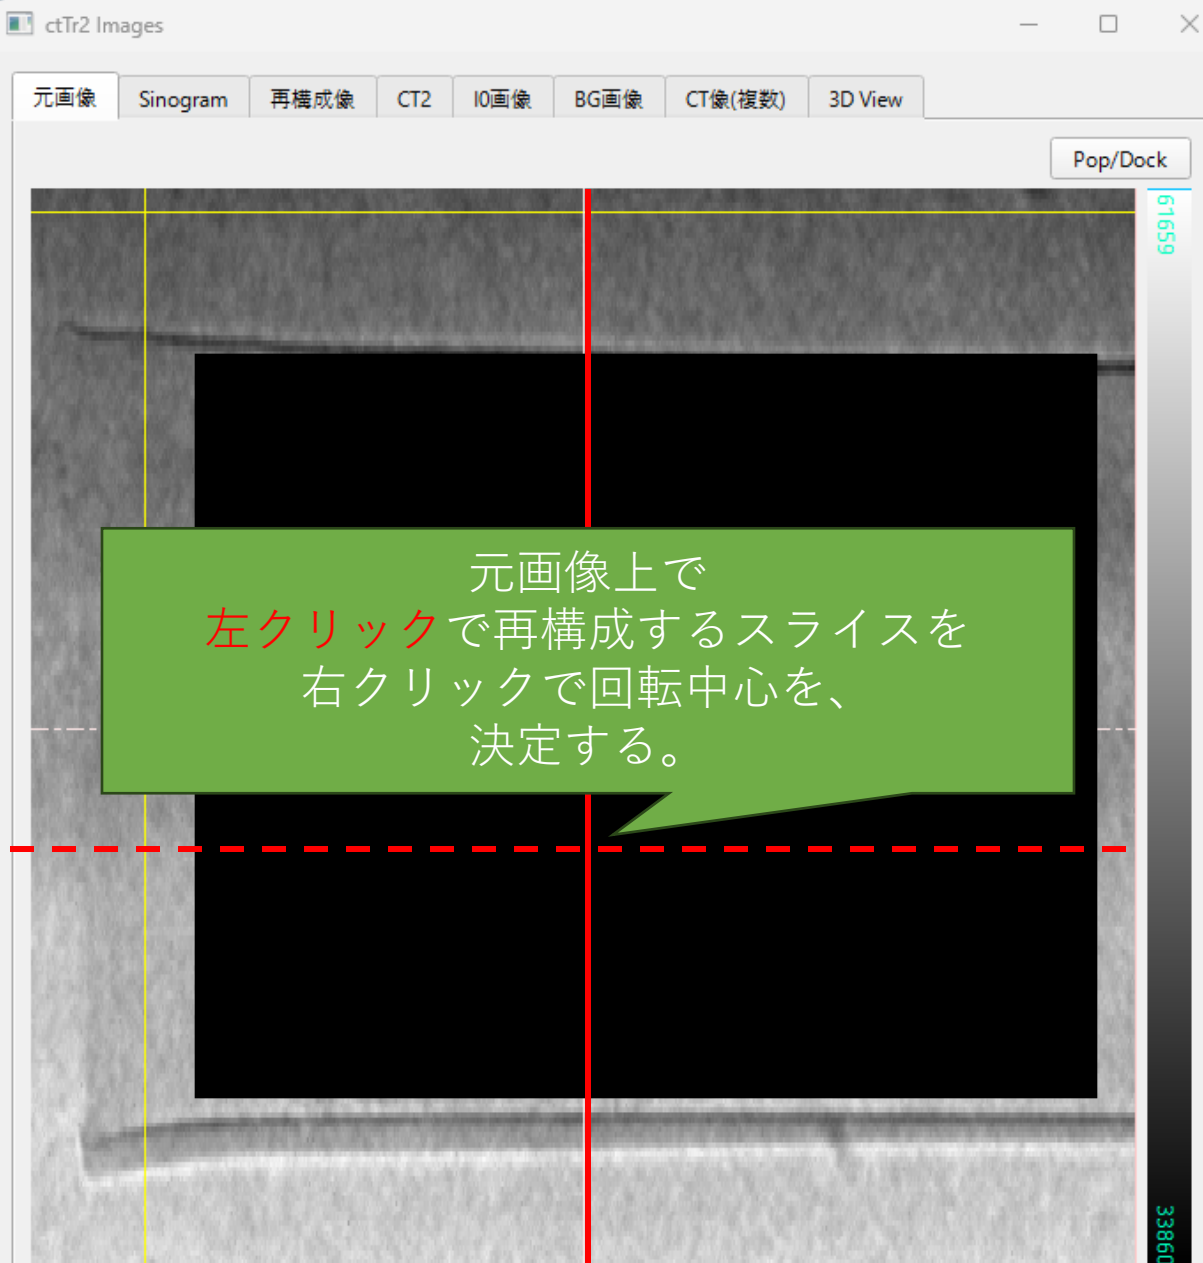 ctTr2 Images
元画像 Sinogram 再構成像 CT2 I0画像 BG画像 CT像(複数) 3D View
Pop/Dock
61659
元画像上で
左クリックで再構成するスライスを
右クリックで回転中心を、
決定する。
33860